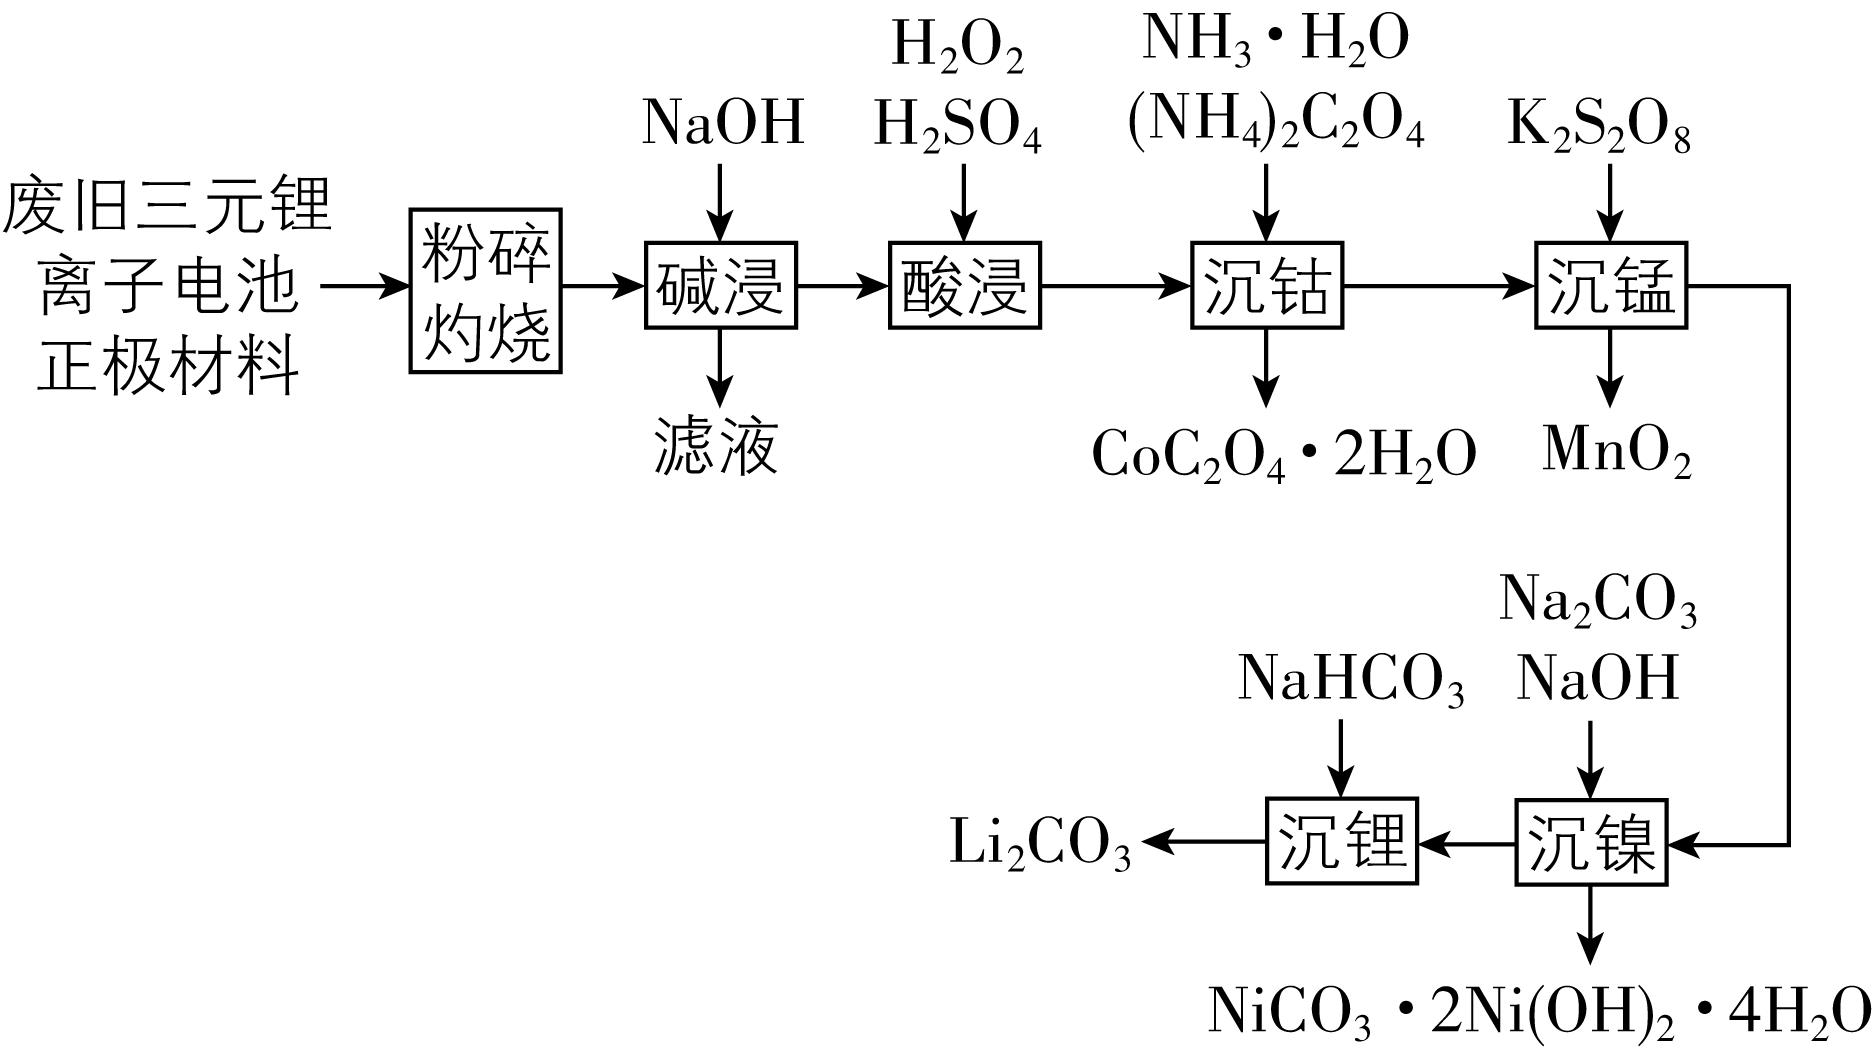 H₂O₂
NH₃·H₂O
NaOH
H₂SO₄
(NH₄)₂C₂O₄
K₂S₂O₈
废旧三元锂
离子电池
正极材料
粉碎
灼烧
碱浸
酸浸
沉钴
沉锰
滤液
CoC₂O₄·2H₂O
MnO₂
Na₂CO₃
NaHCO₃
NaOH
Li₂CO₃
沉锂
沉镍
NiCO₃·2Ni(OH)₂·4H₂O